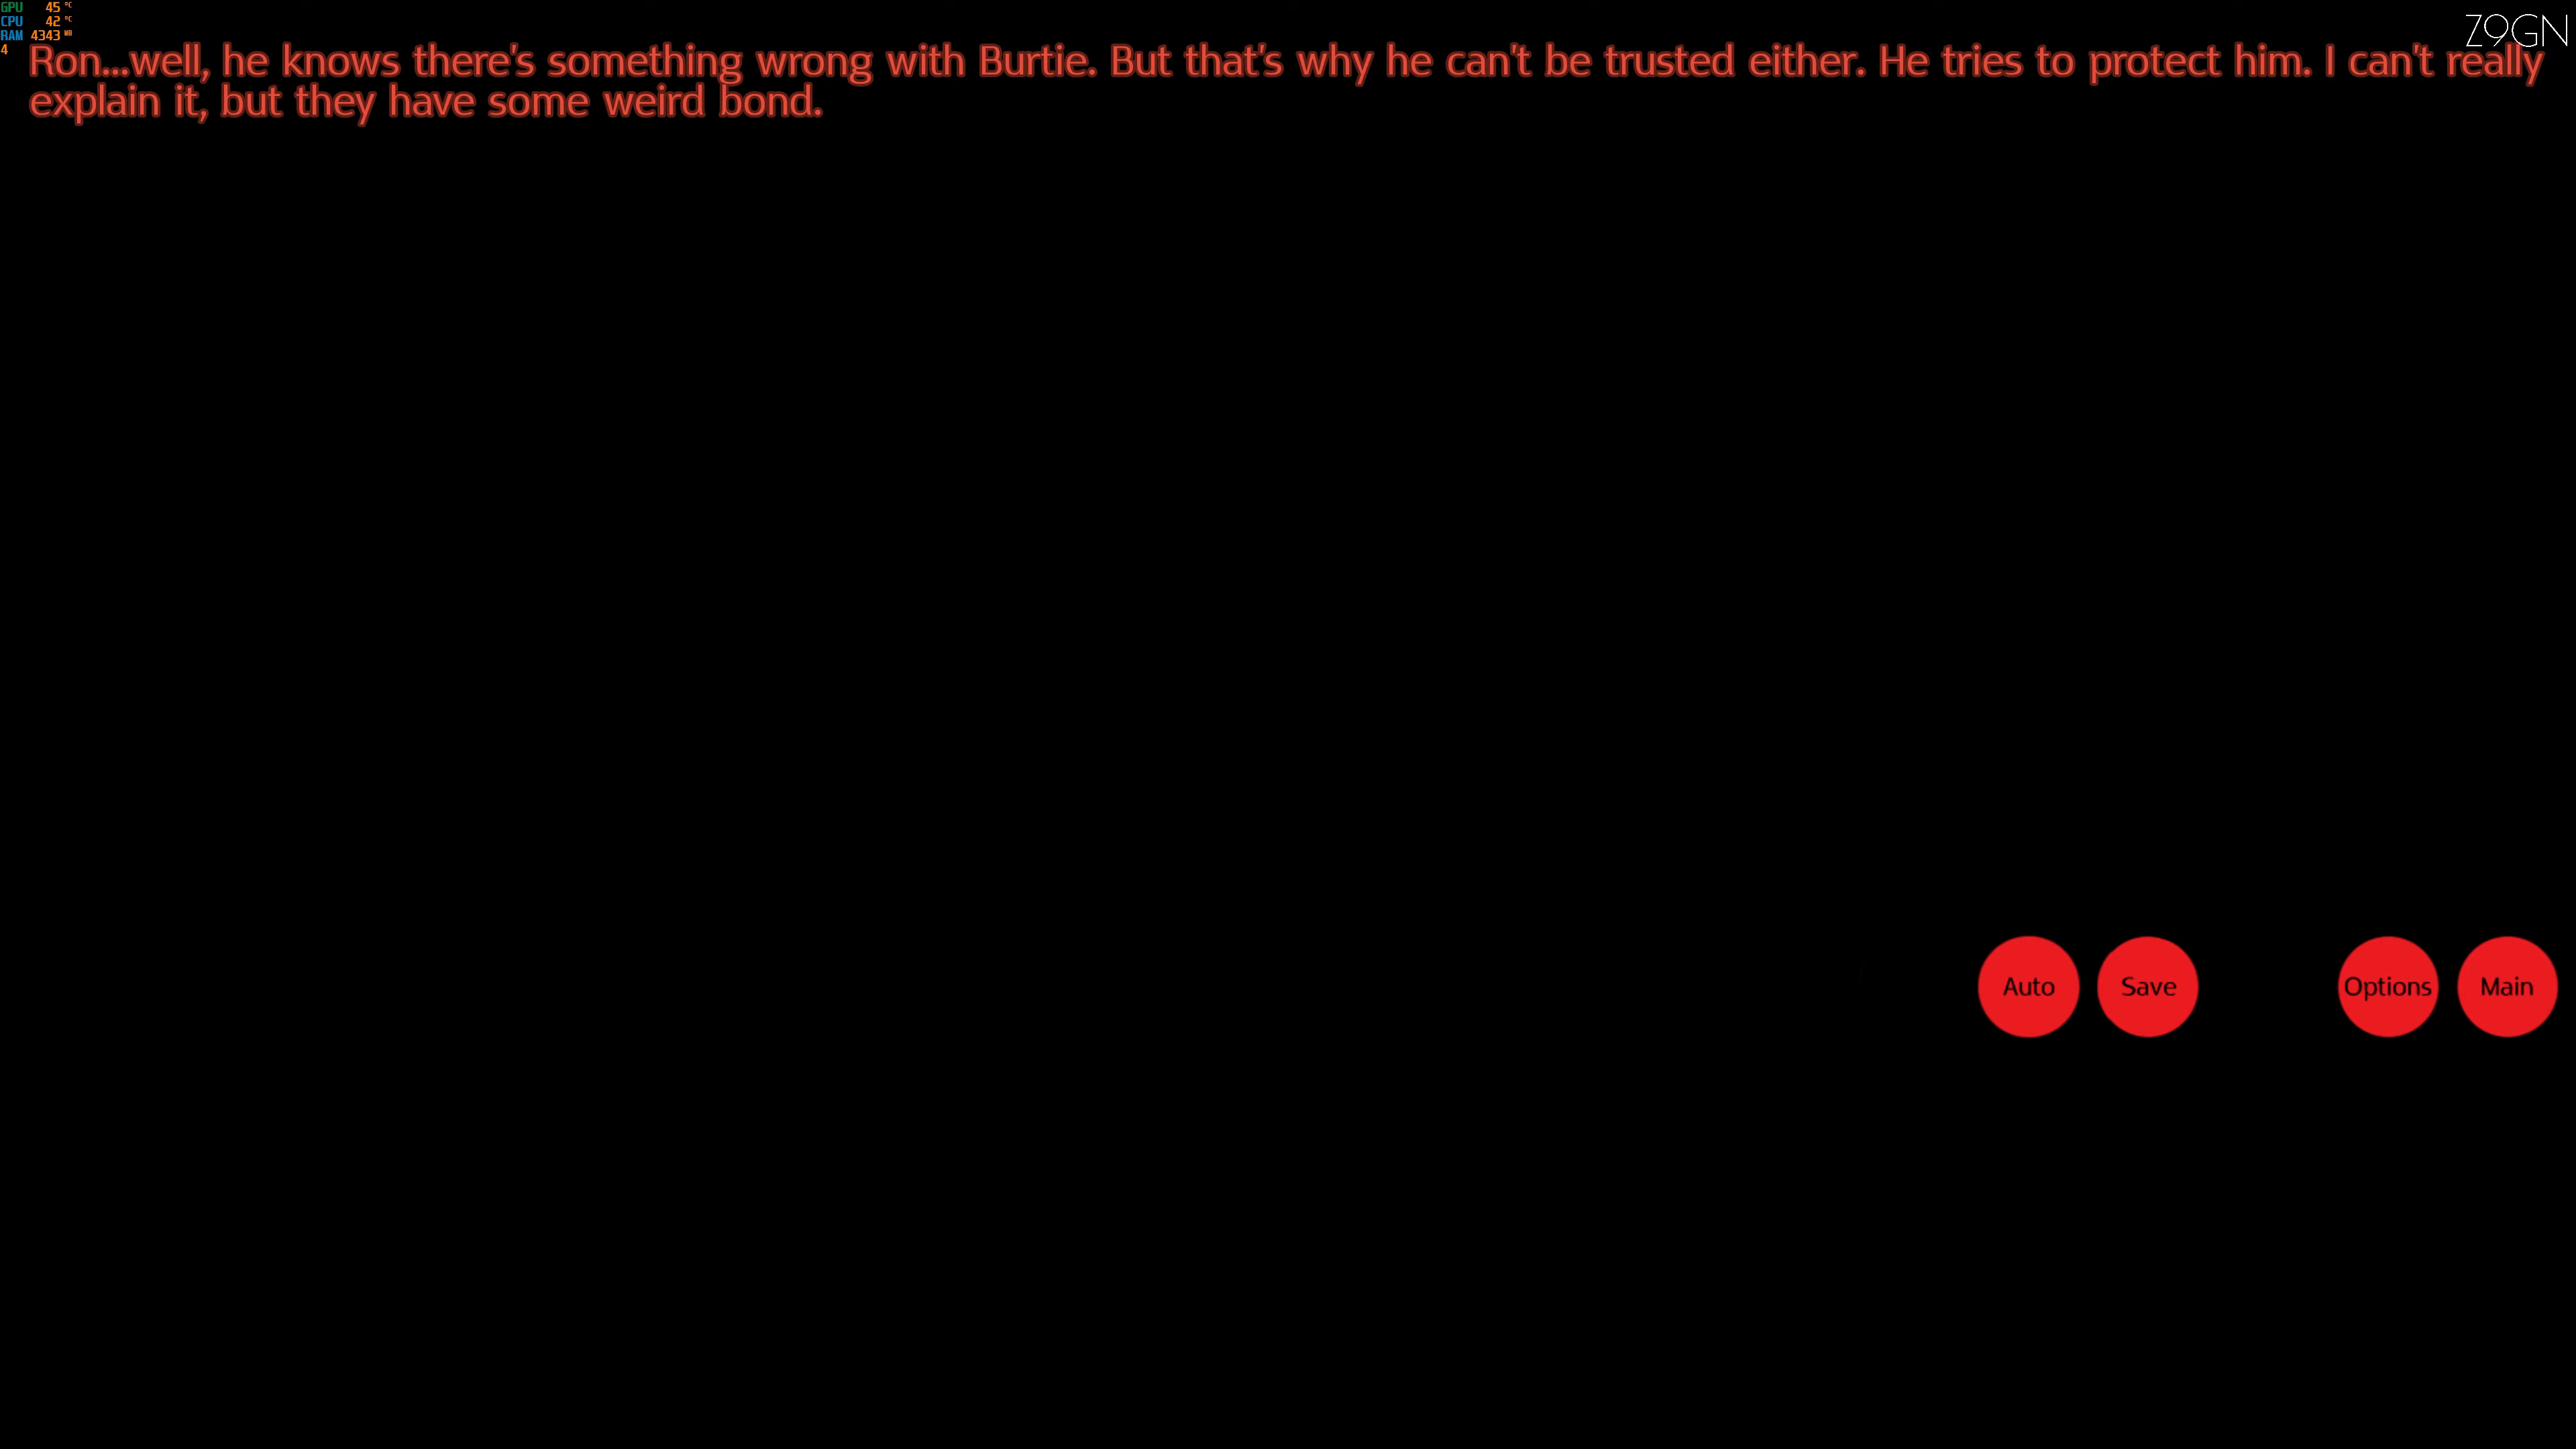 GPU 45 °C
CPU 42 °C
RAM 4343 MB
4
Z9GN
Ron...well, he knows there's something wrong with Burtie. But that's why he can't be trusted either. He tries to protect him. I can't really
explain it, but they have some weird bond.
Auto Save Options Main